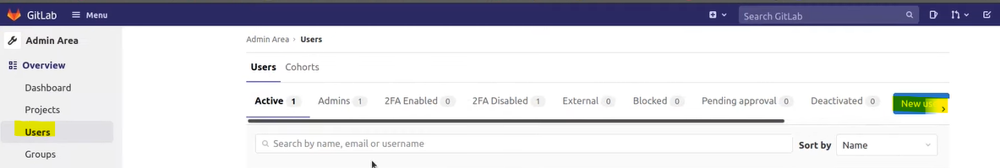 GitLab Menu Search GitLab
Admin Area
Admin Area › Users
Overview
Users Cohorts
Dashboard
Projects
Users
Groups
Active 1 Admins 1 2FA Enabled 0 2FA Disabled 1 External 0 Blocked 0 Pending approval 0 Deactivated 0 New
Search by name, email or username Sort by Name